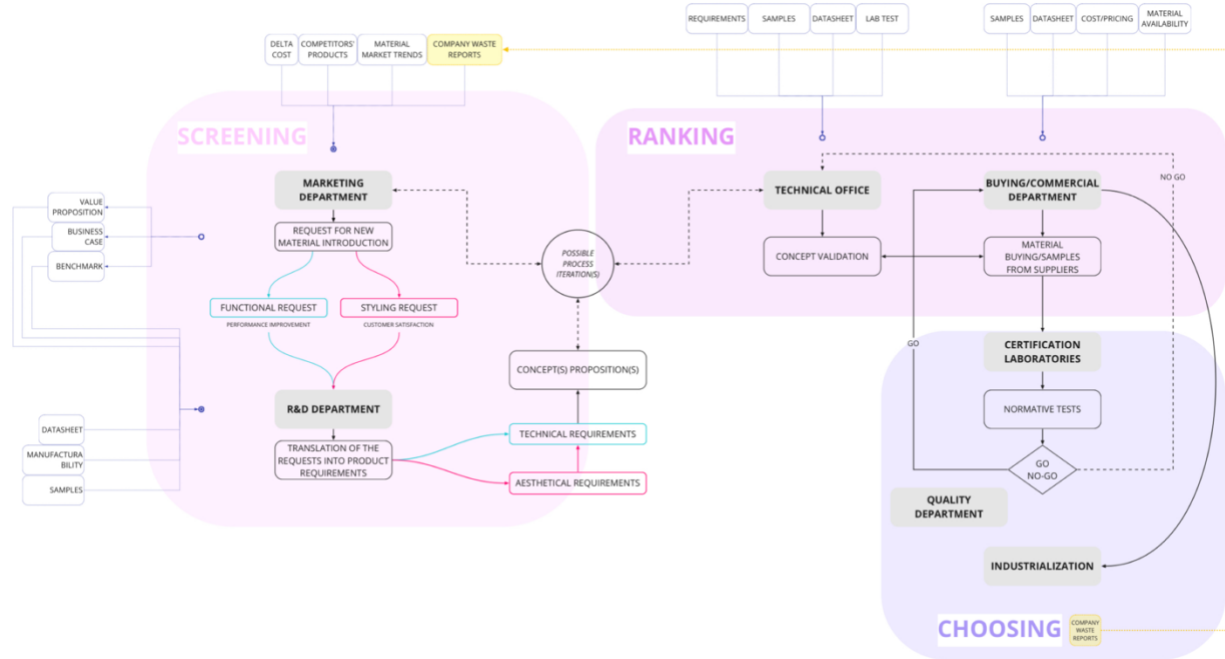 REQUIREMENTS
SAMPLES
DATASHEET
LAB TEST
SAMPLES
DATASHEET
COST/PRICING
MATERIAL
AVAILABILITY
DELTA
COST
COMPETITORS'
PRODUCTS
MATERIAL
MARKET TRENDS
COMPANY WASTE
REPORTS
SCREENING
RANKING
MARKETING
DEPARTMENT
REQUEST FOR NEW
MATERIAL INTRODUCTION
FUNCTIONAL REQUEST
PERFORMANCE IMPROVEMENT
STYLING REQUEST
CUSTOMER SATISFACTION
R&D DEPARTMENT
TRANSLATION OF THE
REQUESTS INTO PRODUCT
REQUIREMENTS
VALUE
PROPOSITION
BUSINESS
CASE
BENCHMARK
DATASHEET
MANUFACTURA
BILITY
SAMPLES
POSSIBLE
PROCESS
ITERATION(S)
CONCEPT(S) PROPOSITION(S)
TECHNICAL REQUIREMENTS
AESTHETICAL REQUIREMENTS
TECHNICAL OFFICE
CONCEPT VALIDATION
BUYING/COMMERCIAL
DEPARTMENT
NO GO
MATERIAL
BUYING/SAMPLES
FROM SUPPLIERS
GO
CERTIFICATION
LABORATORIES
NORMATIVE TESTS
GO
NO-GO
QUALITY
DEPARTMENT
INDUSTRIALIZATION
CHOOSING
COMPANY
WASTE
REPORTS